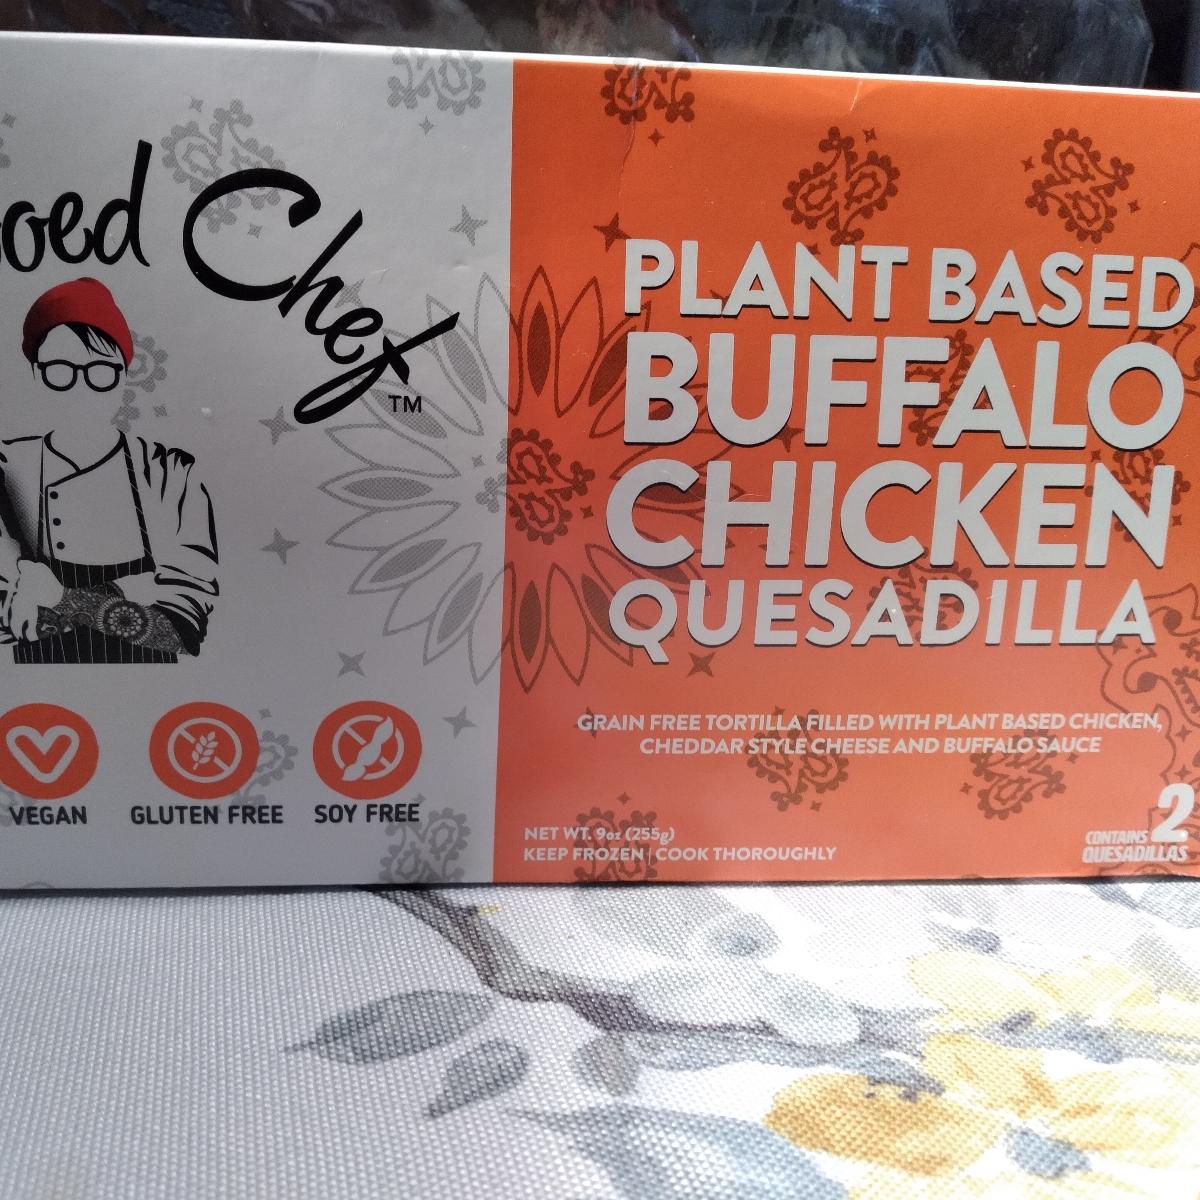 Chef
TM
PLANT BASED
BUFFALO
CHICKEN
QUESADILLA
GRAIN FREE TORTILLA FILLED WITH PLANT BASED CHICKEN,
CHEDDAR STYLE CHEESE AND BUFFALO SAUCE
VEGAN
GLUTEN FREE
SOY FREE
NET WT. 9oz (255g)
KEEP FROZEN | COOK THOROUGHLY
CONTAINS 2
QUESADILLAS